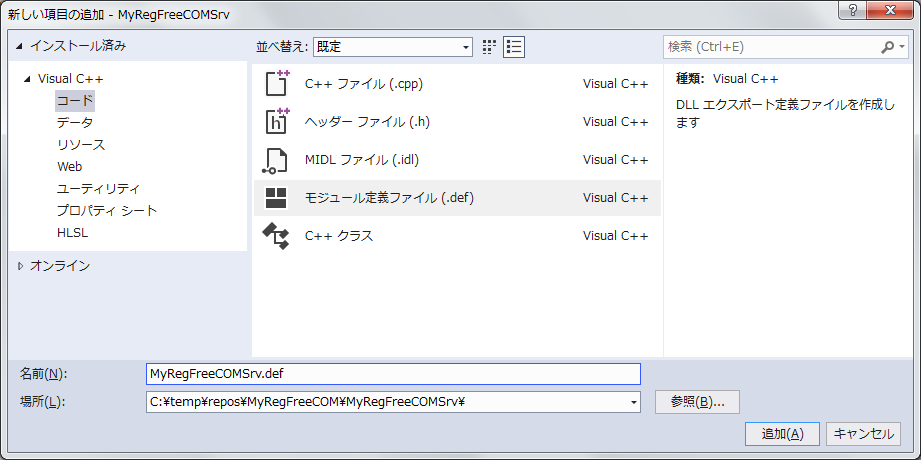 新しい項目の追加 - MyRegFreeCOMSrv
インストール済み
並べ替え: 既定
検索 (Ctrl+E)
Visual C++
コード
データ
リソース
Web
ユーティリティ
プロパティ シート
HLSL
オンライン
C++ ファイル (.cpp) Visual C++
ヘッダー ファイル (.h) Visual C++
MIDL ファイル (.idl) Visual C++
モジュール定義ファイル (.def) Visual C++
C++ クラス Visual C++
種類: Visual C++
DLL エクスポート定義ファイルを作成し
ます
名前(N): MyRegFreeCOMSrv.def
場所(L): C:¥temp¥repos¥MyRegFreeCOM¥MyRegFreeCOMSrv¥
参照(B)...
追加(A) キャンセル